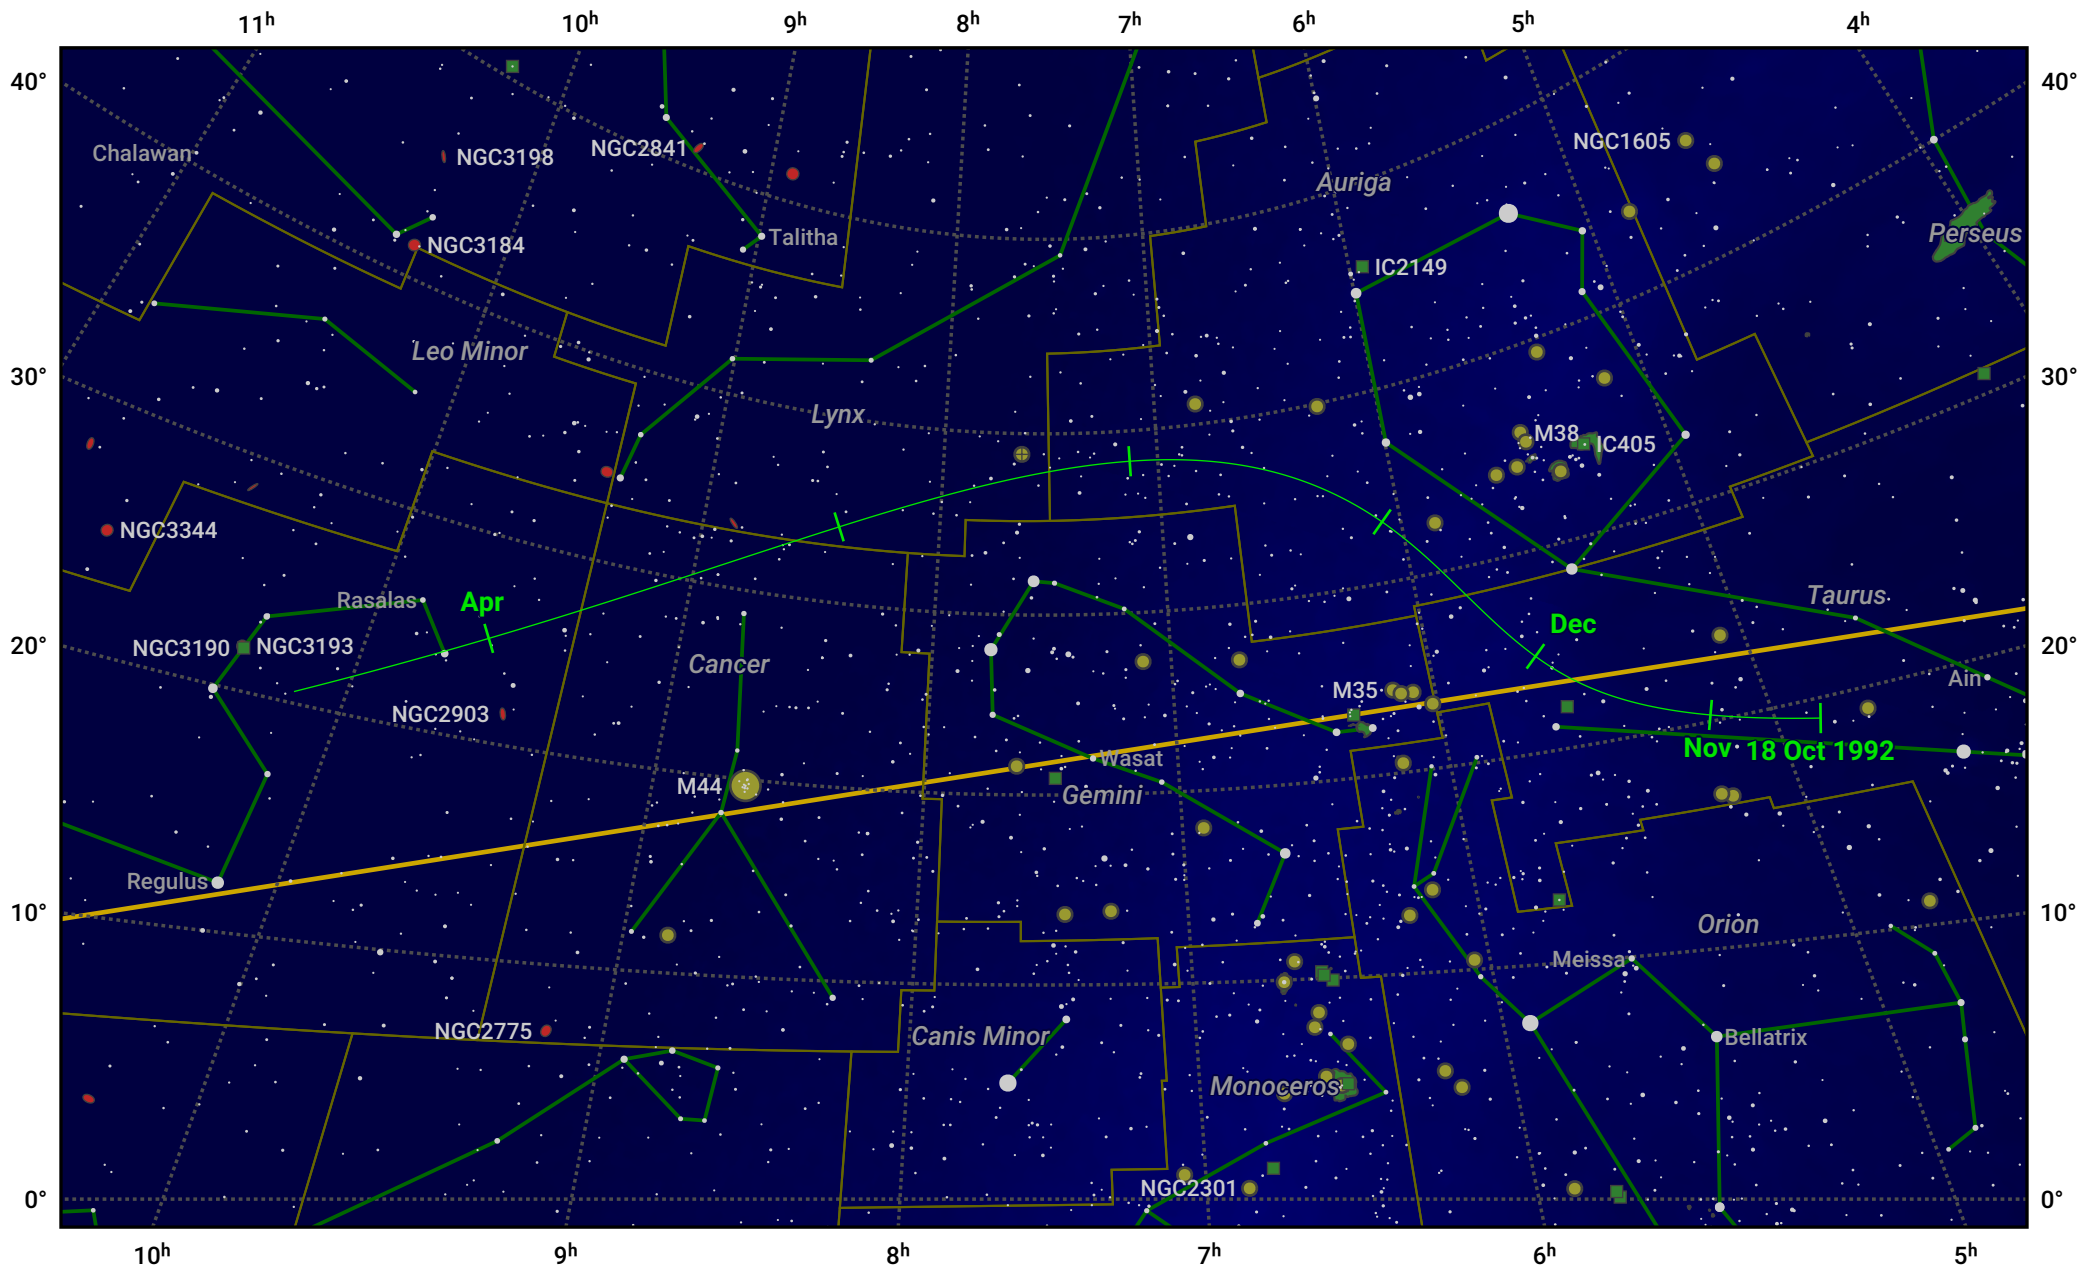 11ʰ 10ʰ 9ʰ 8ʰ 7ʰ 6ʰ 5ʰ 4ʰ
40° 40°
NGC1605
NGC2841
Chalawan NGC3198
Auriga
Perseus
Talitha
NGC3184
IC2149
Leo Minor
30° 30°
Lynx
M38
IC405
NGC3344
Taurus
Rasalas Apr
Dec
20° NGC3190 NGC3193 20°
Cancer
Ain
M35
NGC2903
Nov 18 Oct 1992
Wasat
M44
Gemini
Regulus
10° 10°
Orion
Meissa
NGC2775 Canis Minor Bellatrix
Monoceros
NGC2301
0° 0°
10ʰ 9ʰ 8ʰ 7ʰ 6ʰ 5ʰ